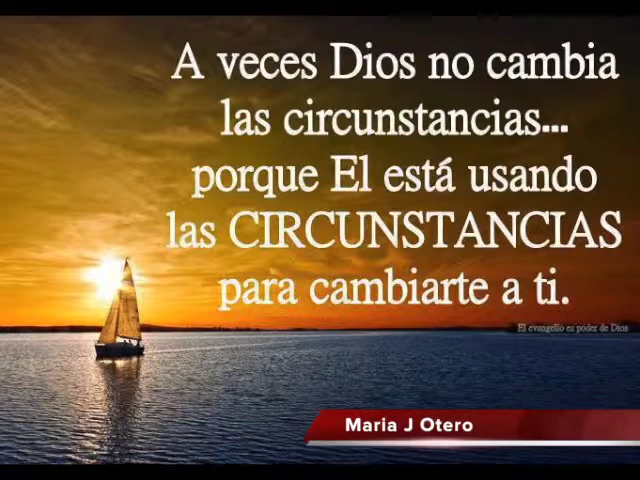 A veces Dios no cambia
las circunstancias...
porque El está usando
las CIRCUNSTANCIAS
para cambiarte a ti.
El evangelio es poder de Dios
Maria J Otero